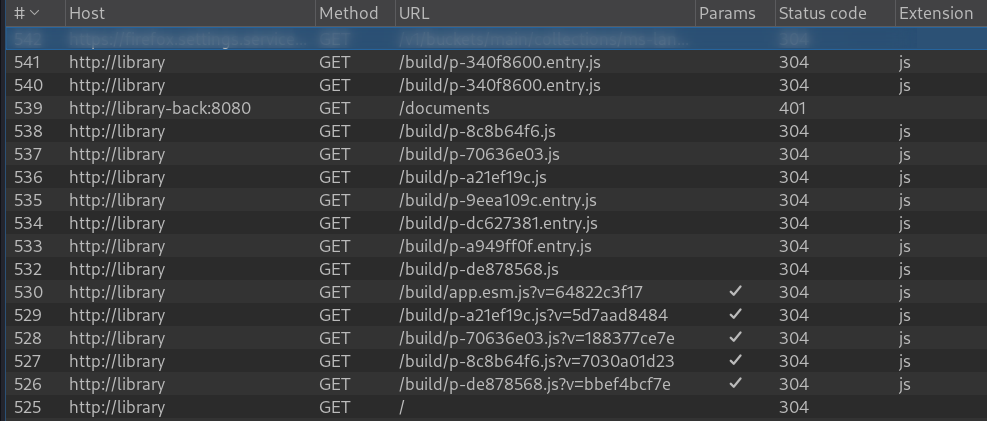 # Host Method URL Params Status code Extension
542 https://firefox.settings.service... GET /v1/buckets/main/collections/ms-lan... 304
541 http://library GET /build/p-340f8600.entry.js 304 js
540 http://library GET /build/p-340f8600.entry.js 304 js
539 http://library-back:8080 GET /documents 401
538 http://library GET /build/p-8c8b64f6.js 304 js
537 http://library GET /build/p-70636e03.js 304 js
536 http://library GET /build/p-a21ef19c.js 304 js
535 http://library GET /build/p-9eea109c.entry.js 304 js
534 http://library GET /build/p-dc627381.entry.js 304 js
533 http://library GET /build/p-a949ff0f.entry.js 304 js
532 http://library GET /build/p-de878568.js 304 js
530 http://library GET /build/app.esm.js?v=64822c3f17 ✓ 304 js
529 http://library GET /build/p-a21ef19c.js?v=5d7aad8484 ✓ 304 js
528 http://library GET /build/p-70636e03.js?v=188377ce7e ✓ 304 js
527 http://library GET /build/p-8c8b64f6.js?v=7030a01d23 ✓ 304 js
526 http://library GET /build/p-de878568.js?v=bbef4bcf7e ✓ 304 js
525 http://library GET / 304